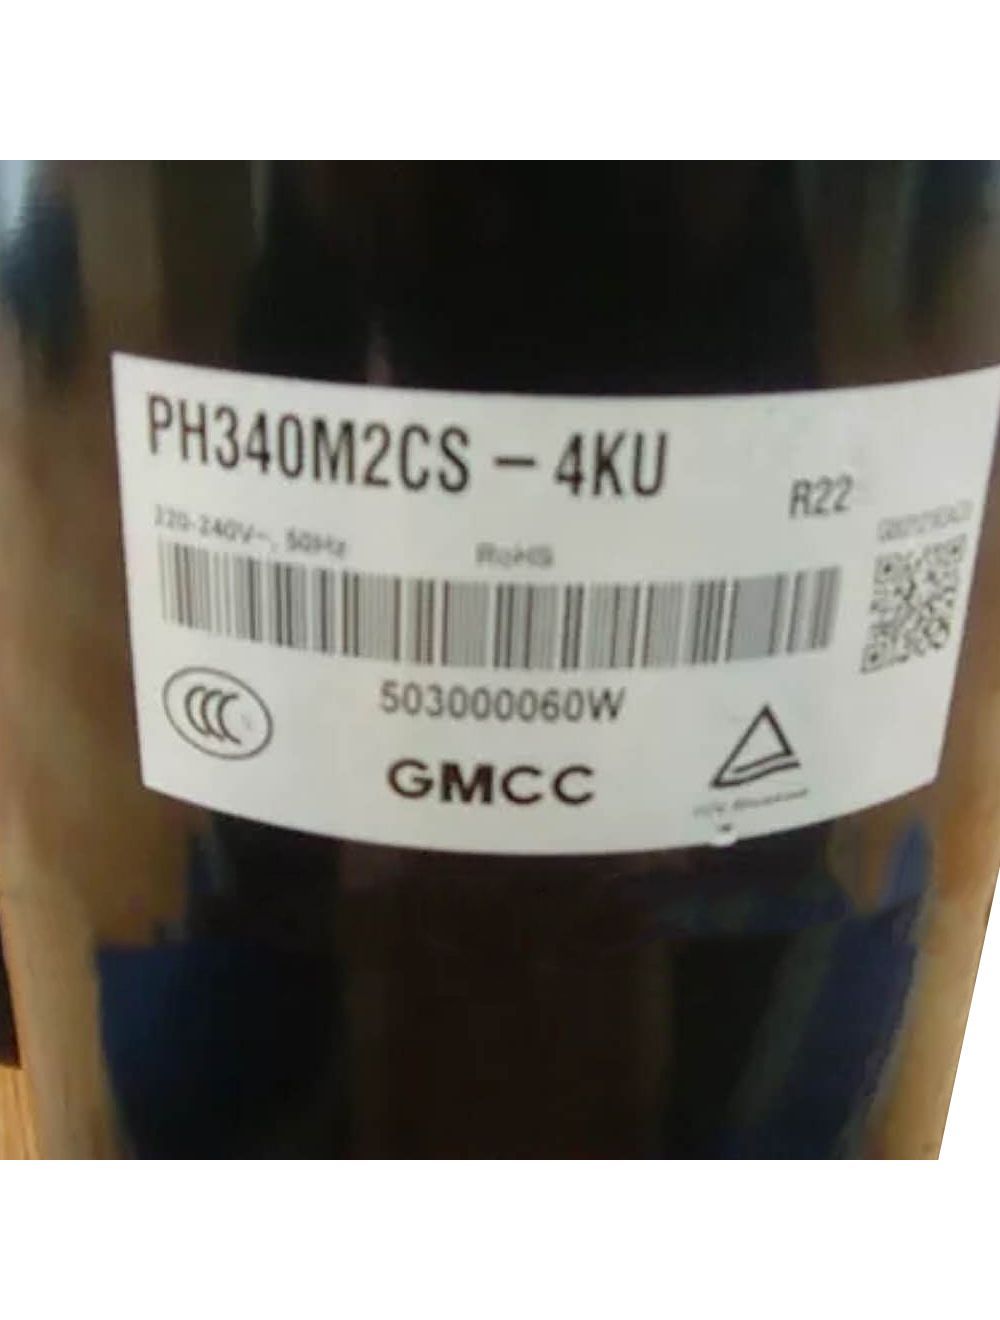 PH340M2CS-4KU
R22
220-240V~, 50Hz
RoHS
503000060W
GMCC